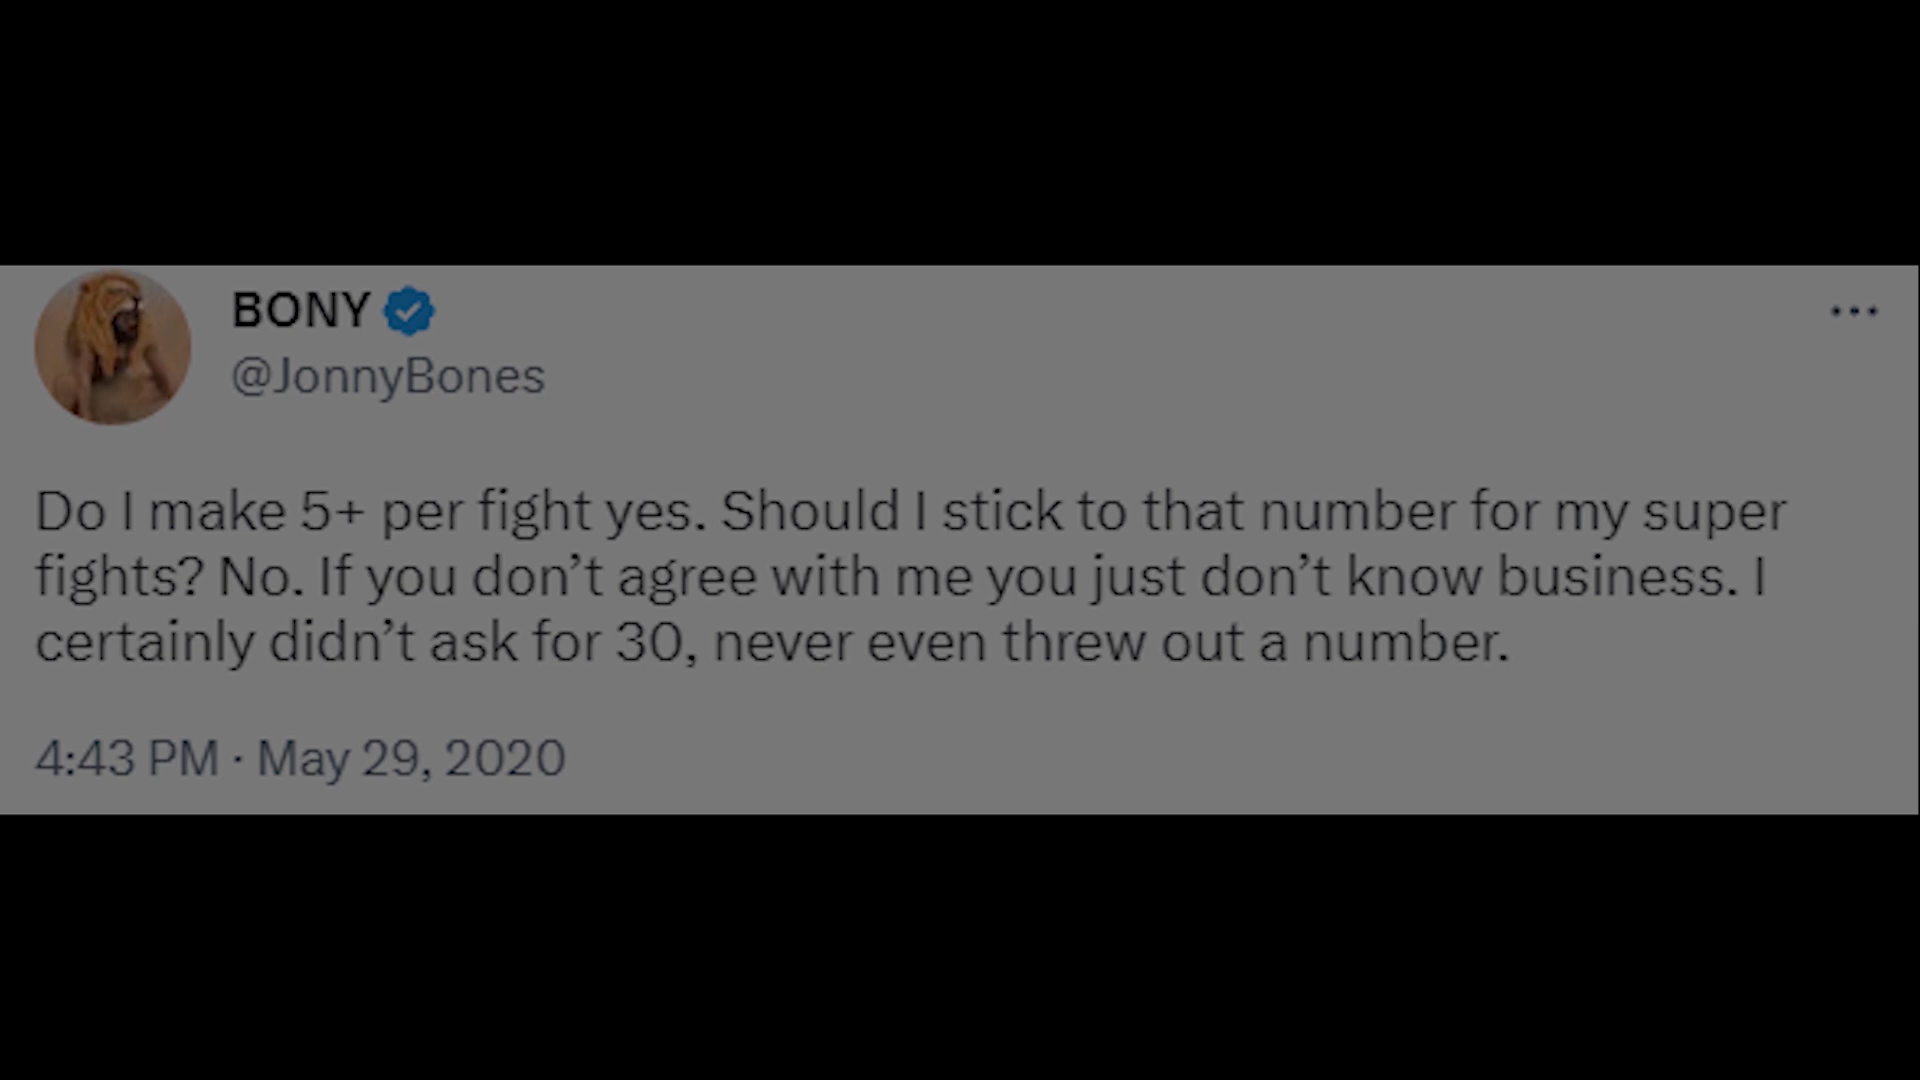 BONY
@JonnyBones
Do I make 5+ per fight yes. Should I stick to that number for my super
fights? No. If you don’t agree with me you just don’t know business. I
certainly didn’t ask for 30, never even threw out a number.
4:43 PM · May 29, 2020